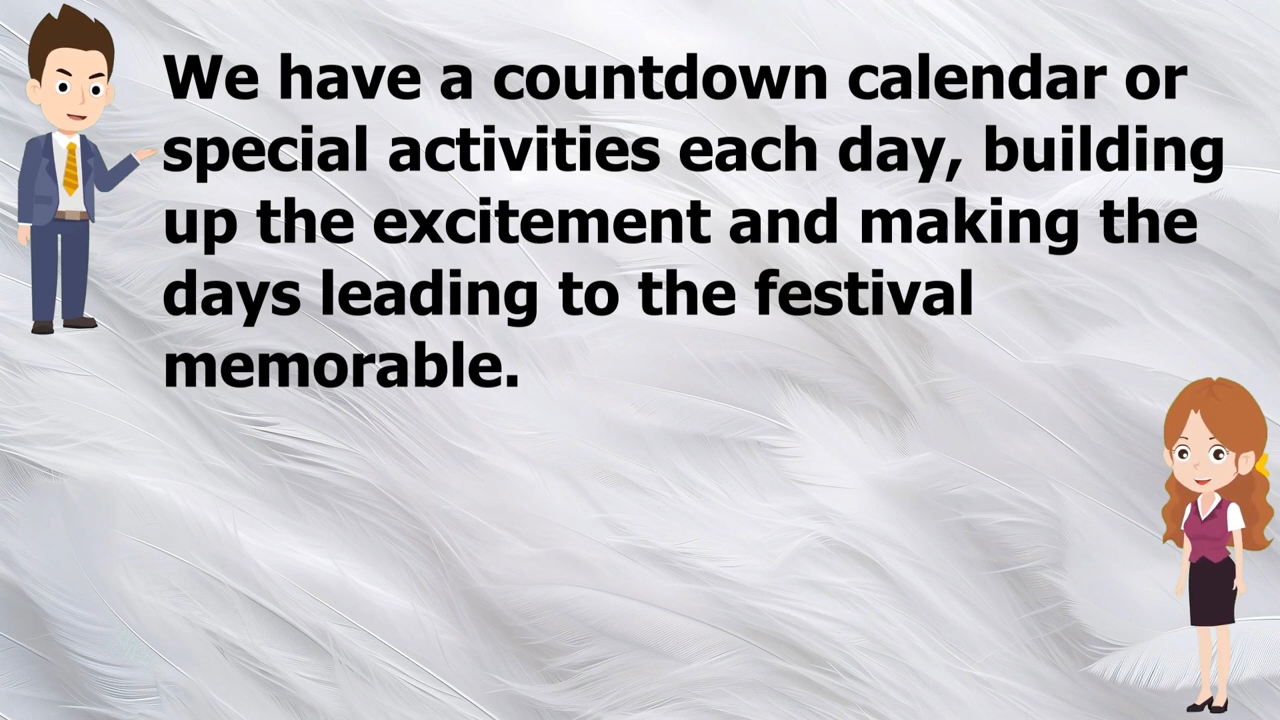 We have a countdown calendar or
special activities each day, building
up the excitement and making the
days leading to the festival
memorable.